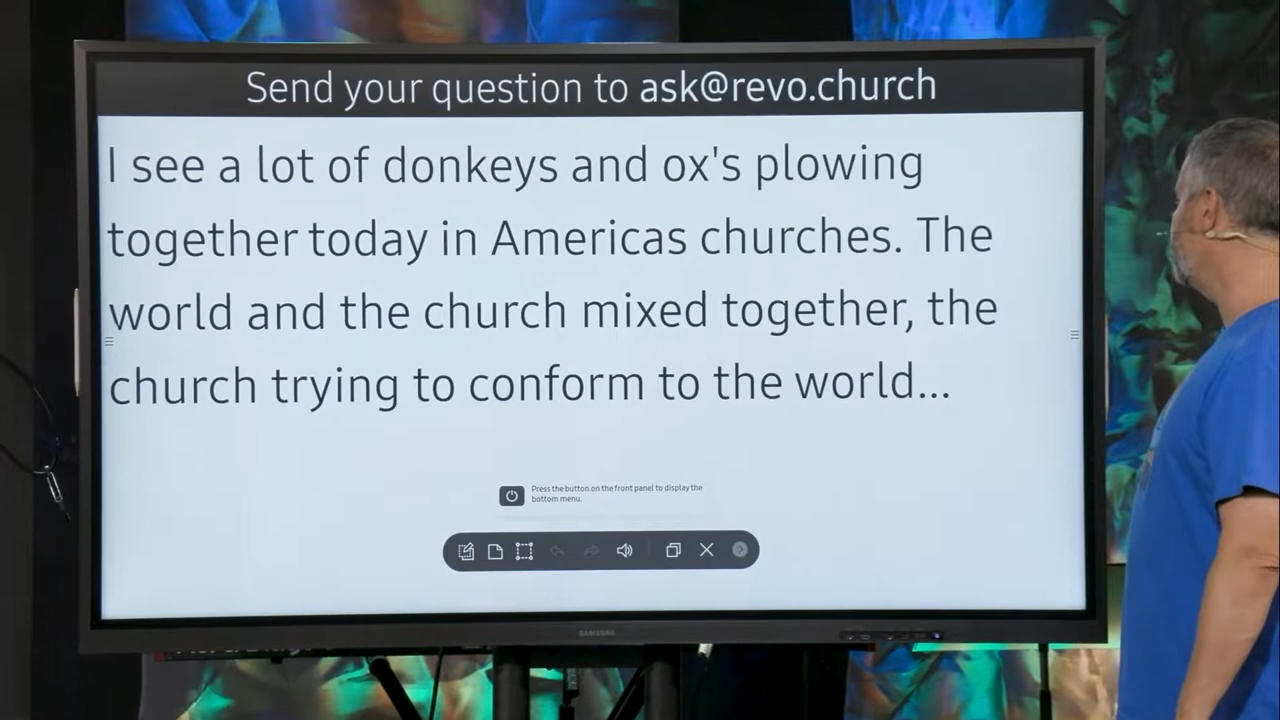 Send your question to ask@revo.church
I see a lot of donkeys and ox's plowing
together today in Americas churches. The
world and the church mixed together, the
church trying to conform to the world...
Press the button on the front panel to display the
bottom menu.
SAMSUNG